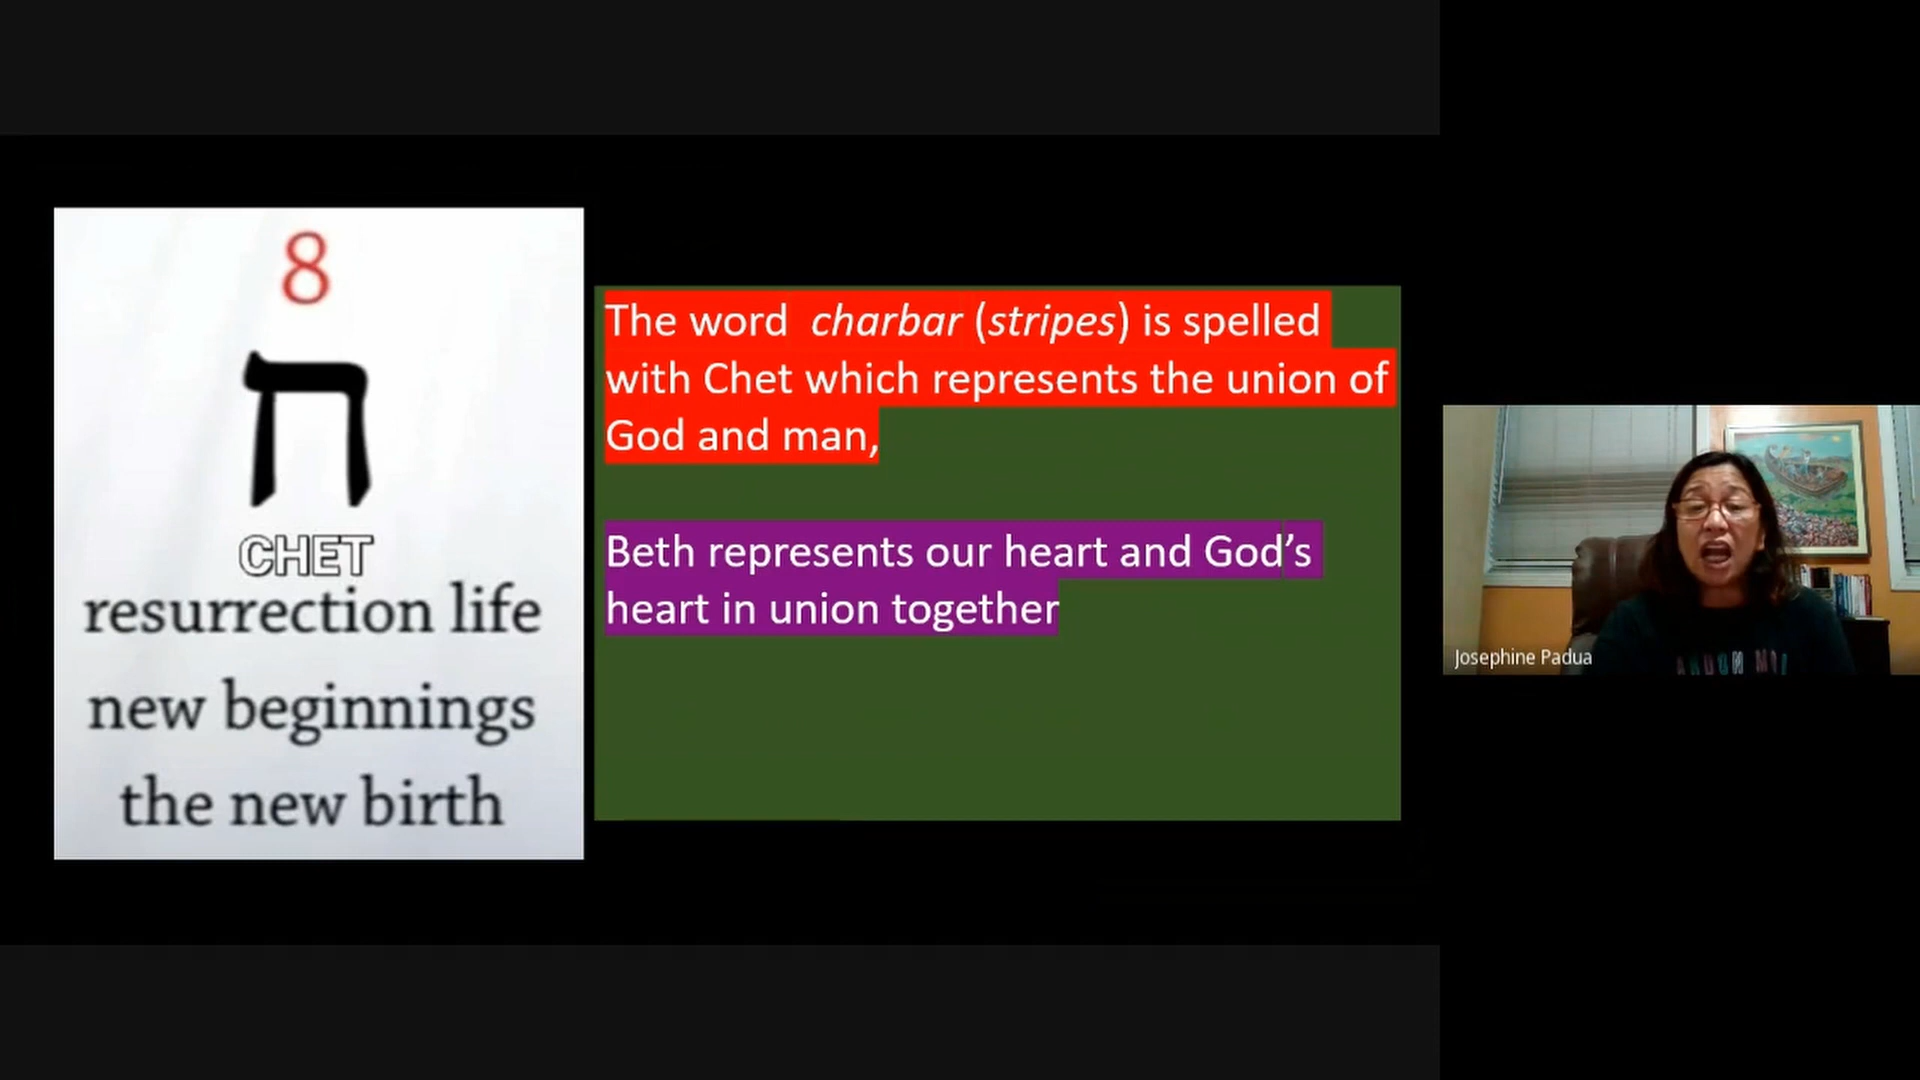 8
ח
CHET
resurrection life
new beginnings
the new birth
The word charbar (stripes) is spelled
with Chet which represents the union of
God and man,
Beth represents our heart and God’s
heart in union together
Josephine Padua